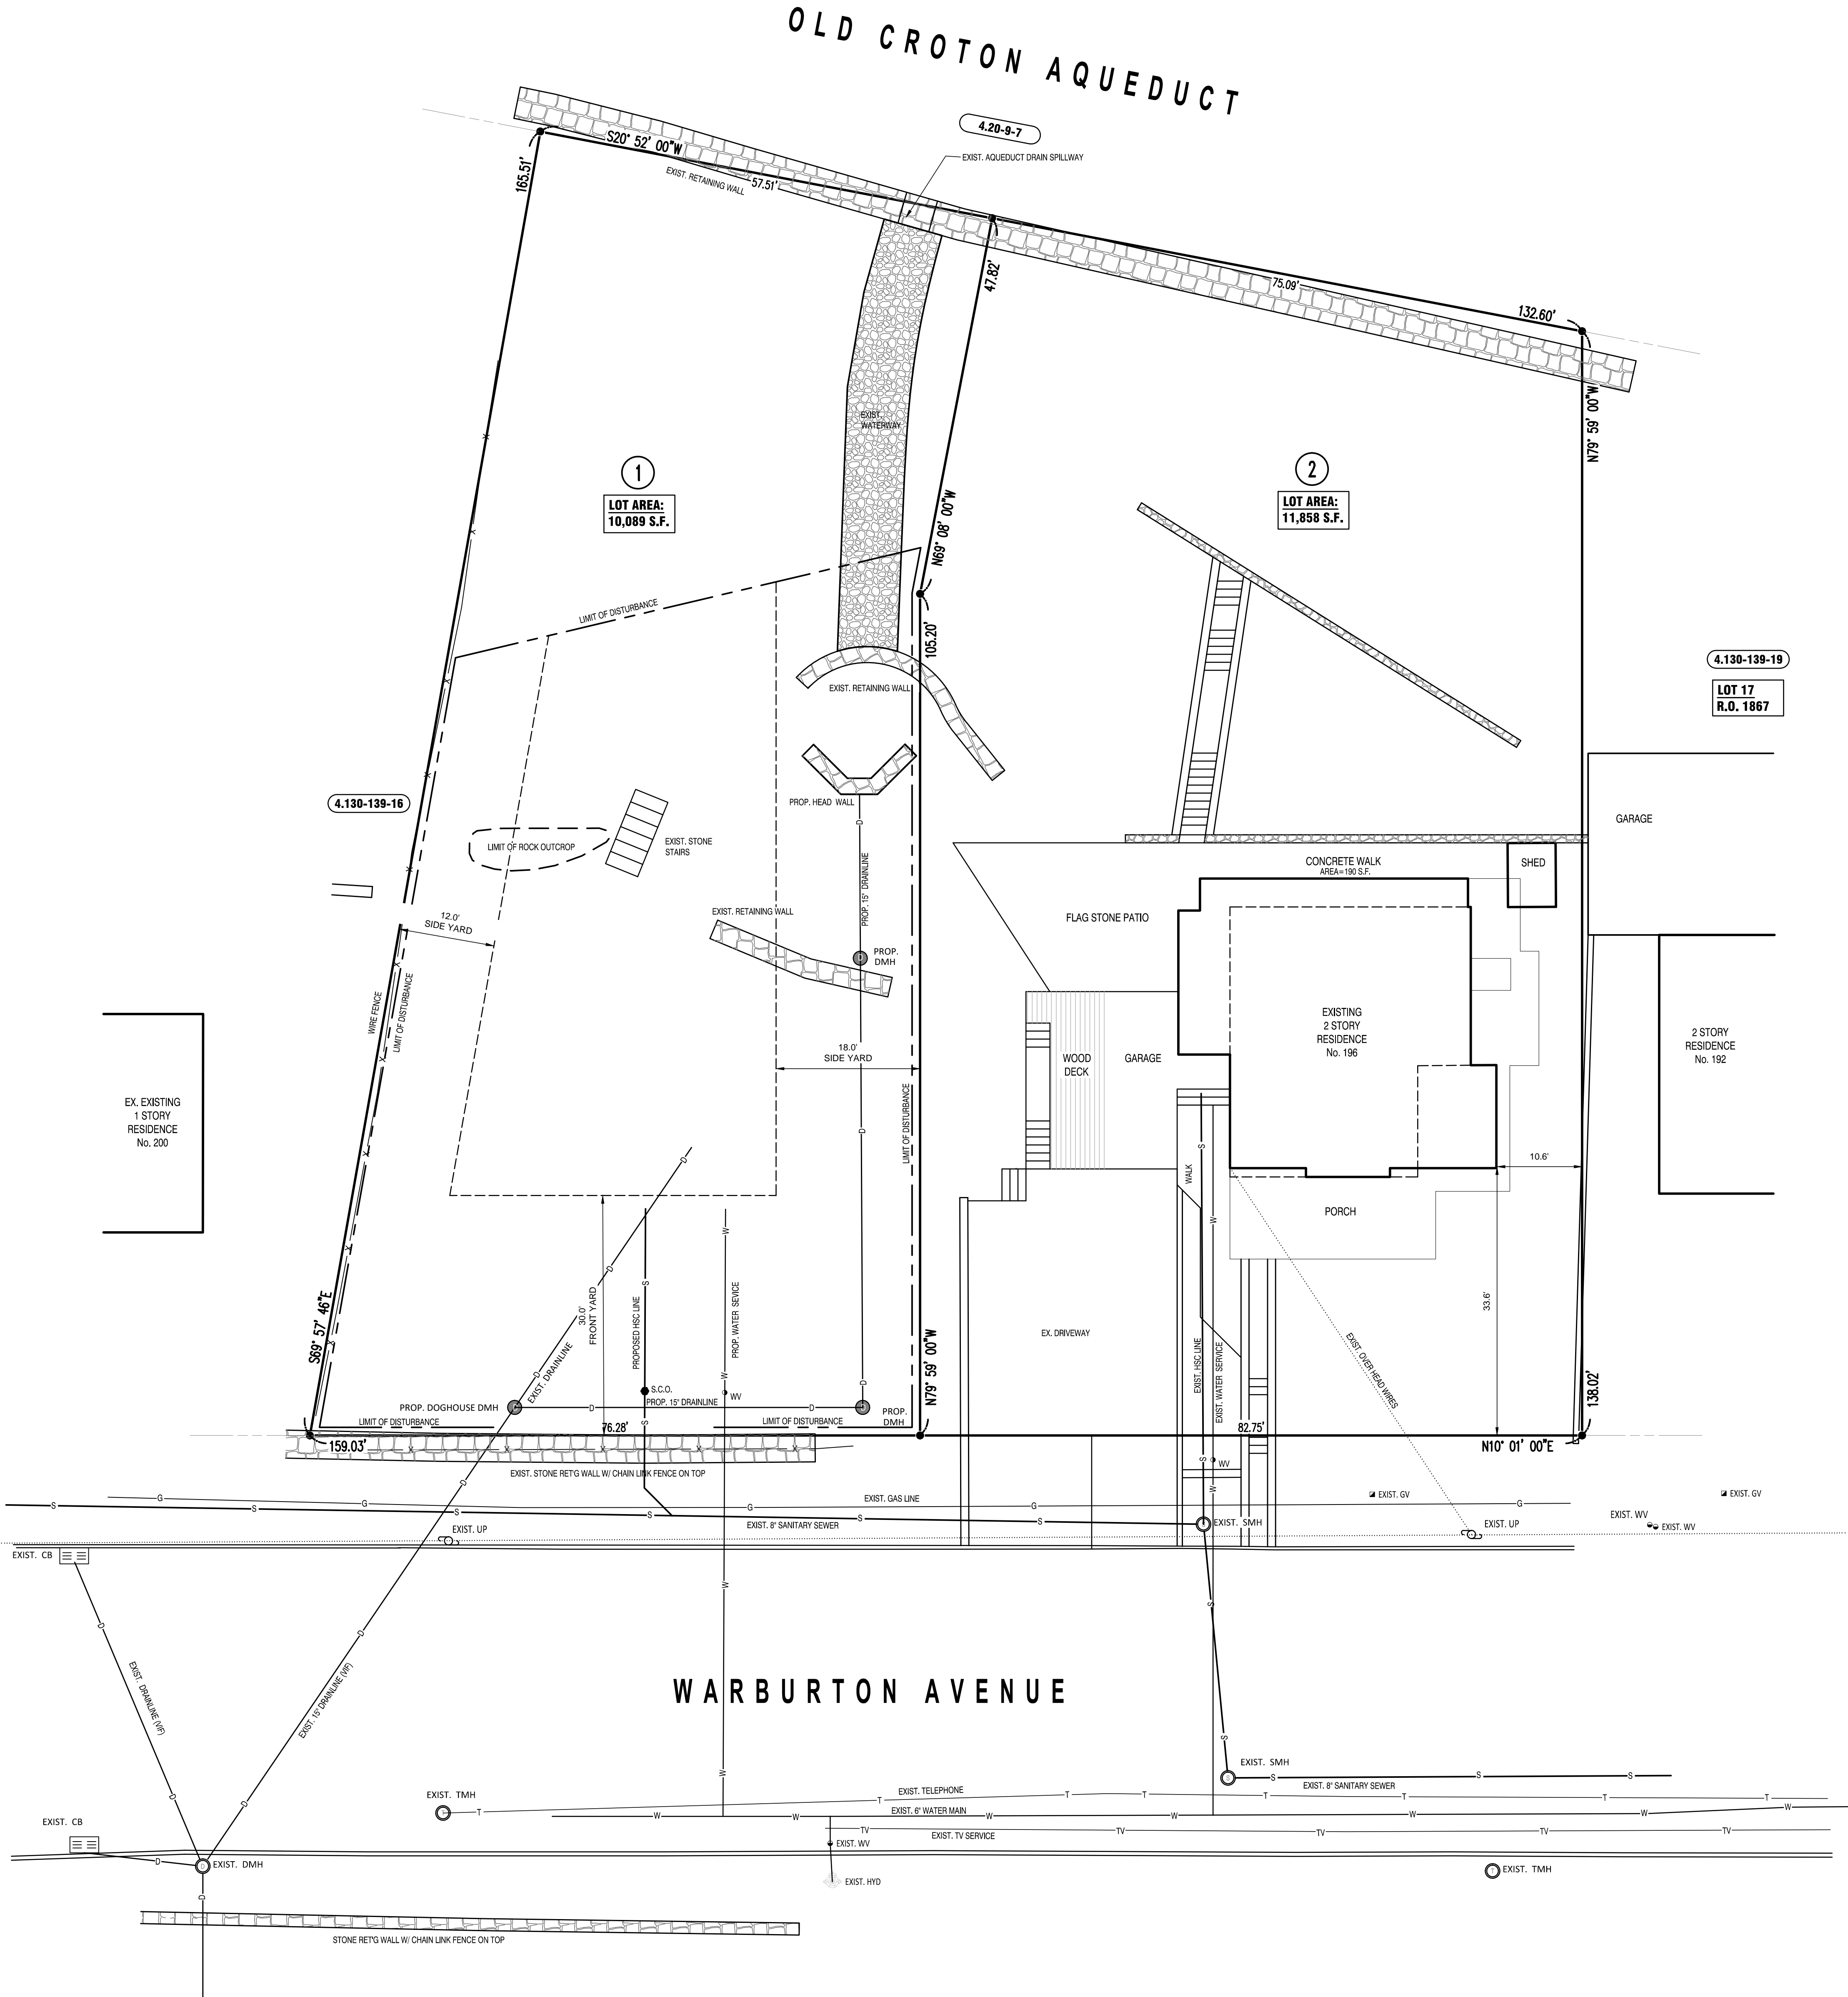 OLD CROTON AQUEDUCT
4.20-9-7
EXIST. AQUEDUCT DRAIN SPILLWAY
S20° 52' 00"W
165.51'
EXIST. RETAINING WALL
57.51'
47.82'
75.09'
132.60'
N79° 59' 00"W
EXIST.
WATERWAY
1
LOT AREA:
10,089 S.F.
2
LOT AREA:
11,858 S.F.
N69° 08' 00"W
LIMIT OF DISTURBANCE
105.20'
EXIST. RETAINING WALL
4.130-139-19
LOT 17
R.O. 1867
4.130-139-16
PROP. HEAD WALL
D
GARAGE
LIMIT OF ROCK OUTCROP
EXIST. STONE
STAIRS
CONCRETE WALK
AREA=190 S.F.
SHED
PROP. 15" DRAINLINE
12.0'
SIDE YARD
EXIST. RETAINING WALL
FLAG STONE PATIO
PROP.
DMH
WIRE FENCE
LIMIT OF DISTURBANCE
EXISTING
2 STORY
RESIDENCE
No. 196
2 STORY
RESIDENCE
No. 192
18.0'
SIDE YARD
WOOD
DECK
GARAGE
EX. EXISTING
1 STORY
RESIDENCE
No. 200
LIMIT OF DISTURBANCE
D
D
S
WALK
10.6'
PORCH
W
W
S69° 57' 46"E
D
S
30.0'
FRONT YARD
PROPOSED HSC LINE
PROP. WATER SEVICE
EX. DRIVEWAY
33.6'
EXIST. DRAINLINE
D
N79° 59' 00"W
EXIST. HSC LINE
EXIST. WATER SERVICE
EXIST. OVER HEAD WIRES
138.02'
S.C.O.
W
WV
D
PROP. 15" DRAINLINE
PROP. DOGHOUSE DMH
D
D
PROP.
DMH
LIMIT OF DISTURBANCE
LIMIT OF DISTURBANCE
S
76.28'
82.75'
159.03'
N10° 01' 00"E
EXIST. STONE RET'G WALL W/ CHAIN LINK FENCE ON TOP
S
WV
D
W
EXIST. GAS LINE
EXIST. GV
EXIST. GV
G
G
G
G
G
S
S
S
S
S
S
EXIST. 8" SANITARY SEWER
EXIST. SMH
EXIST. UP
EXIST. UP
EXIST. WV
EXIST. WV
EXIST. CB
W
S
D
D
EXIST. DRAINLINE (VIF)
EXIST. 15" DRAINLINE (VIF)
WARBURTON AVENUE
S
EXIST. SMH
W
S
S
S
EXIST. 8" SANITARY SEWER
D
D
EXIST. TMH
EXIST. TELEPHONE
T
T
T
T
T
T
T
T
EXIST. 6" WATER MAIN
W
W
W
W
W
W
W
EXIST. CB
TV
TV
TV
TV
TV
EXIST. TV SERVICE
EXIST. WV
D
EXIST. DMH
EXIST. HYD
EXIST. TMH
D
STONE RET'G WALL W/ CHAIN LINK FENCE ON TOP